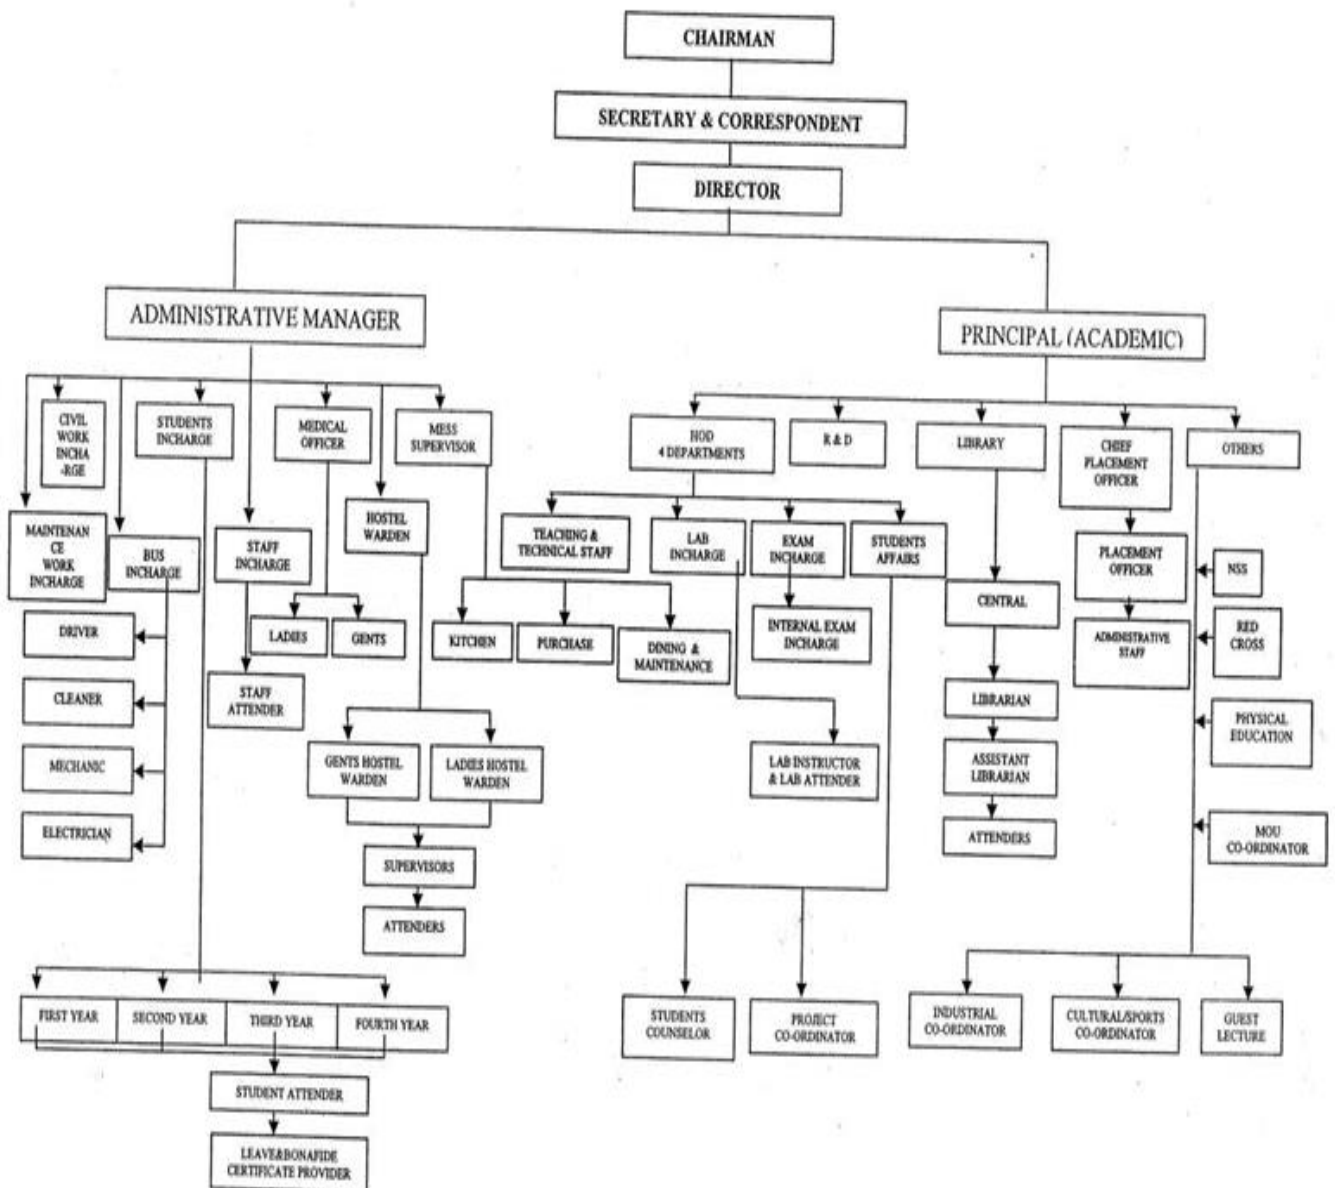 CHAIRMAN
SECRETARY & CORRESPONDENT
DIRECTOR
ADMINISTRATIVE MANAGER
PRINCIPAL (ACADEMIC)
CIVIL
WORK
INCHA
-RGE
STUDENTS
INCHARGE
MEDICAL
OFFICER
MESS
SUPERVISOR
HOD
4 DEPARTMENTS
R & D
LIBRARY
CHIEF
PLACEMENT
OFFICER
OTHERS
MAINTENAN
CE
WORK
INCHARGE
BUS
INCHARGE
STAFF
INCHARGE
HOSTEL
WARDEN
TEACHING &
TECHNICAL STAFF
LAB
INCHARGE
EXAM
INCHARGE
STUDENTS
AFFAIRS
PLACEMENT
OFFICER
NSS
CENTRAL
DRIVER
LADIES
GENTS
KITCHEN
PURCHASE
DINING &
MAINTENANCE
INTERNAL EXAM
INCHARGE
ADMINISTRATIVE
STAFF
RED
CROSS
CLEANER
STAFF
ATTENDER
LIBRARIAN
PHYSICAL
EDUCATION
MECHANIC
GENTS HOSTEL
WARDEN
LADIES HOSTEL
WARDEN
LAB INSTRUCTOR
& LAB ATTENDER
ASSISTANT
LIBRARIAN
ELECTRICIAN
ATTENDERS
MOU
CO-ORDINATOR
SUPERVISORS
ATTENDERS
FIRST YEAR
SECOND YEAR
THIRD YEAR
FOURTH YEAR
STUDENTS
COUNSELOR
PROJECT
CO-ORDINATOR
INDUSTRIAL
CO-ORDINATOR
CULTURAL/SPORTS
CO-ORDINATOR
GUEST
LECTURE
STUDENT ATTENDER
LEAVE&BONAFIDE
CERTIFICATE PROVIDER